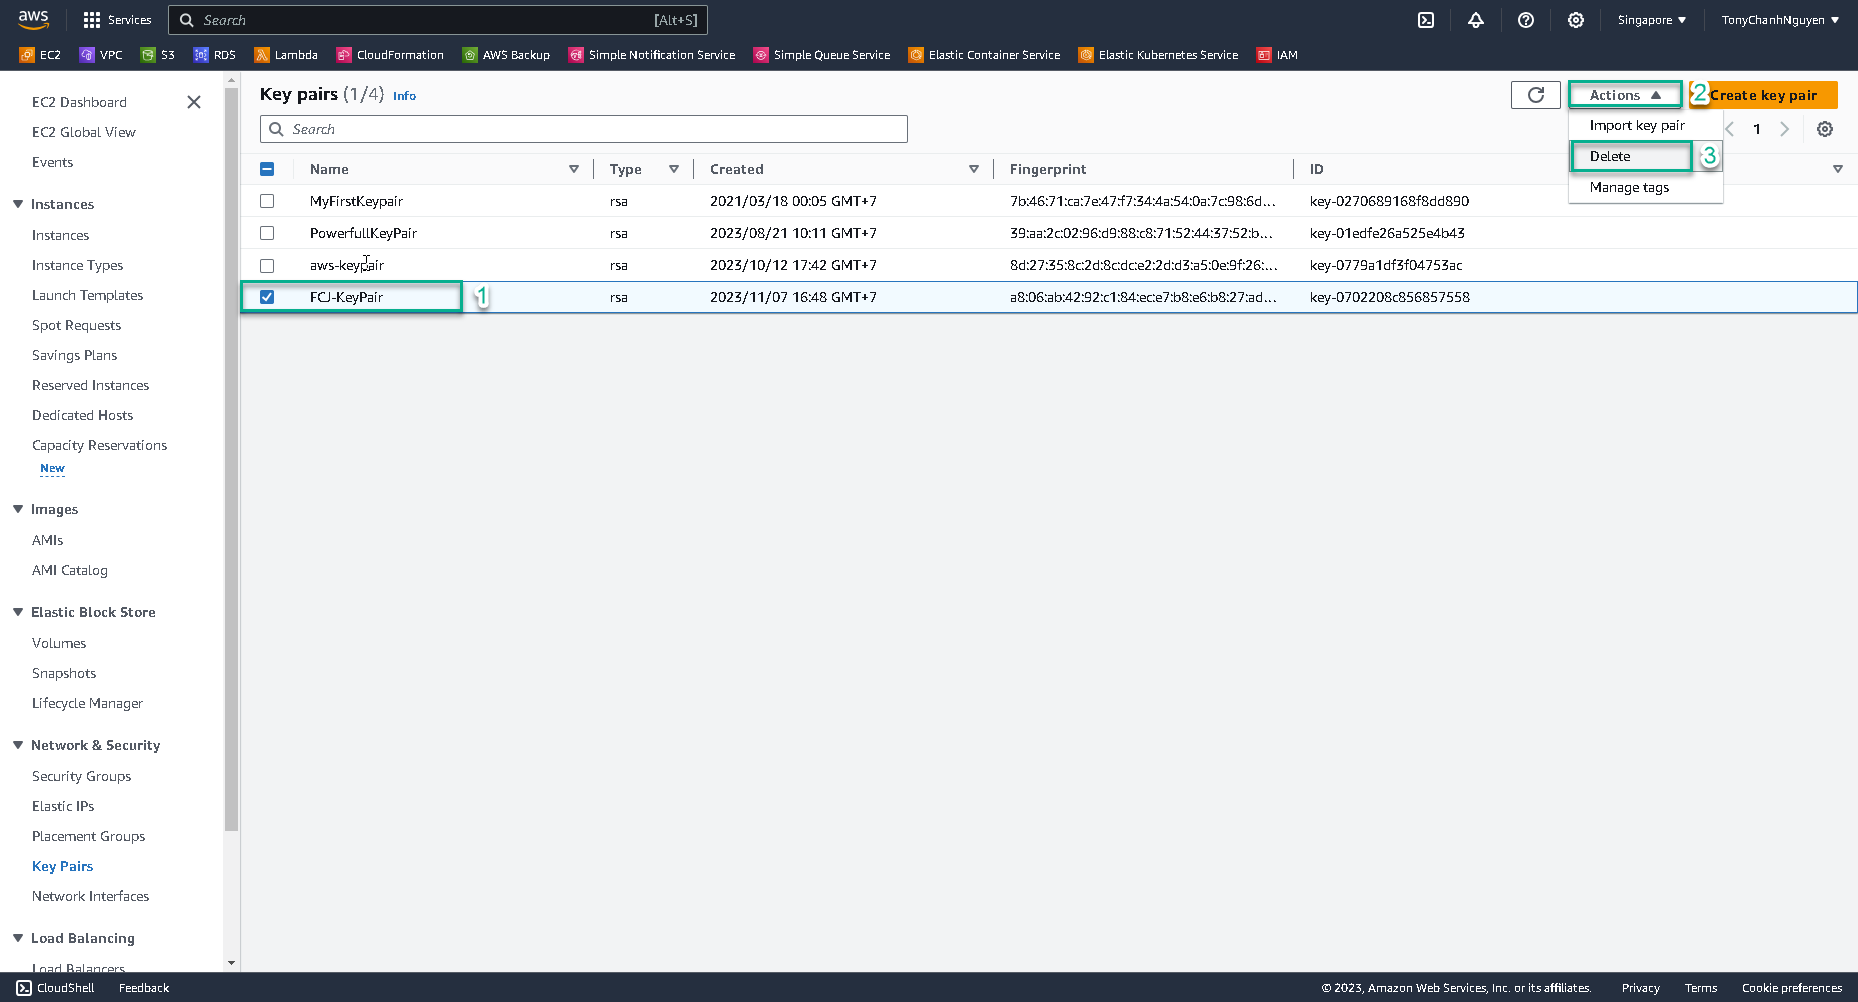 aws
Services
Search
[Alt+S]
Singapore
TonyChanhNguyen
EC2
VPC
S3
RDS
Lambda
CloudFormation
AWS Backup
Simple Notification Service
Simple Queue Service
Elastic Container Service
Elastic Kubernetes Service
IAM
EC2 Dashboard
EC2 Global View
Events
Instances
Instances
Instance Types
Launch Templates
Spot Requests
Savings Plans
Reserved Instances
Dedicated Hosts
Capacity Reservations
New
Images
AMIs
AMI Catalog
Elastic Block Store
Volumes
Snapshots
Lifecycle Manager
Network & Security
Security Groups
Elastic IPs
Placement Groups
Key Pairs
Network Interfaces
Load Balancing
Load Balancers
Key pairs (1/4) Info
Actions
2
Create key pair
Search
Import key pair
1
Delete
3
Manage tags
Name Type Created Fingerprint ID
MyFirstKeypair rsa 2021/03/18 00:05 GMT+7 7b:46:71:ca:7e:47:f7:34:4a:54:0a:7c:98:6d... key-0270689168f8dd890
PowerfullKeyPair rsa 2023/08/21 10:11 GMT+7 39:aa:2c:02:96:d9:88:c8:71:52:44:37:52:b... key-01edfe26a525e4b43
aws-keypair rsa 2023/10/12 17:42 GMT+7 8d:27:35:8c:2d:8c:dc:e2:2d:d3:a5:0e:9f:26:... key-0779a1df3f04753ac
FCJ-KeyPair 1 rsa 2023/11/07 16:48 GMT+7 a8:06:ab:42:92:c1:84:ec:e7:b8:e6:b8:27:ad... key-0702208c856857558
CloudShell
Feedback
© 2023, Amazon Web Services, Inc. or its affiliates.
Privacy
Terms
Cookie preferences